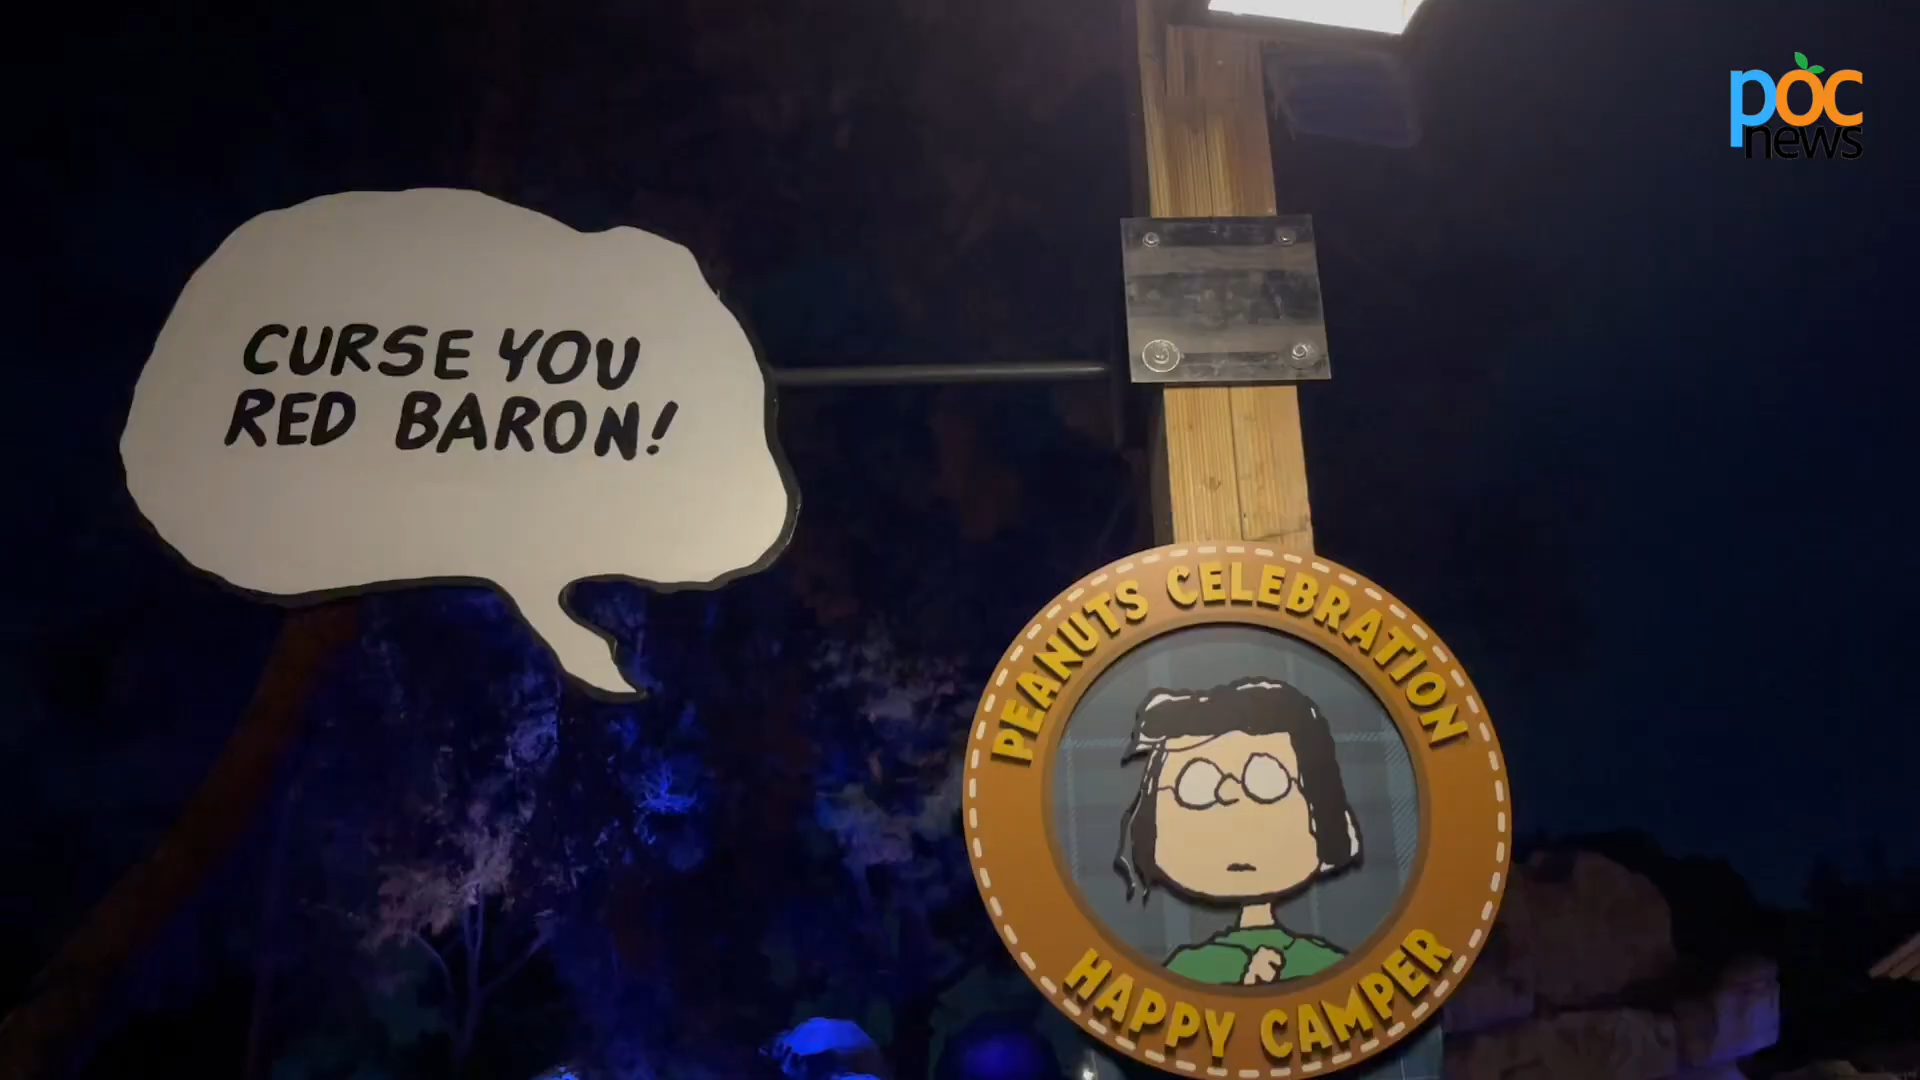 poc
news
CURSE YOU
RED BARON!
PEANUTS CELEBRATION
HAPPY CAMPER